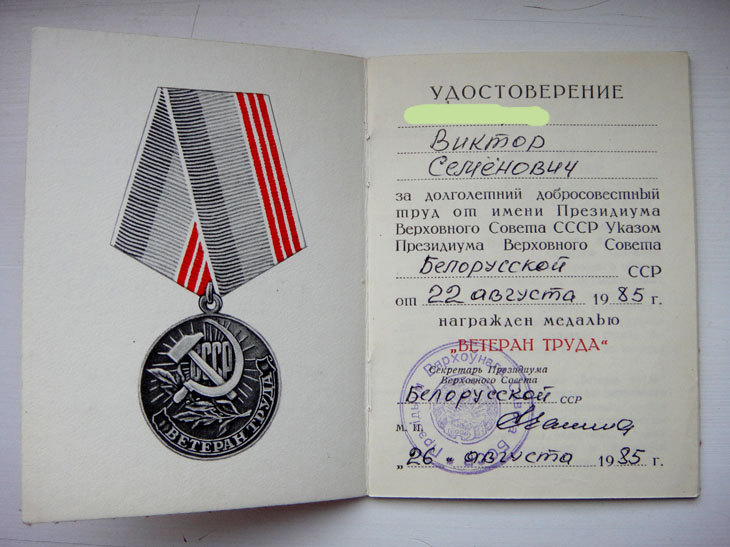 СССР
ВЕТЕРАН ТРУДА
УДОСТОВЕРЕНИЕ
Виктор
Семёнович
за долголетний добросовестный
труд от имени Президиума
Верховного Совета СССР Указом
Президиума Верховного Совета
Белорусской ССР
от 22 августа 1985 г.
награжден медалью
„ВЕТЕРАН ТРУДА“
Секретарь Президиума
Верховного Совета
Белорусской ССР
М. П.
„26“ августа 1985 г.